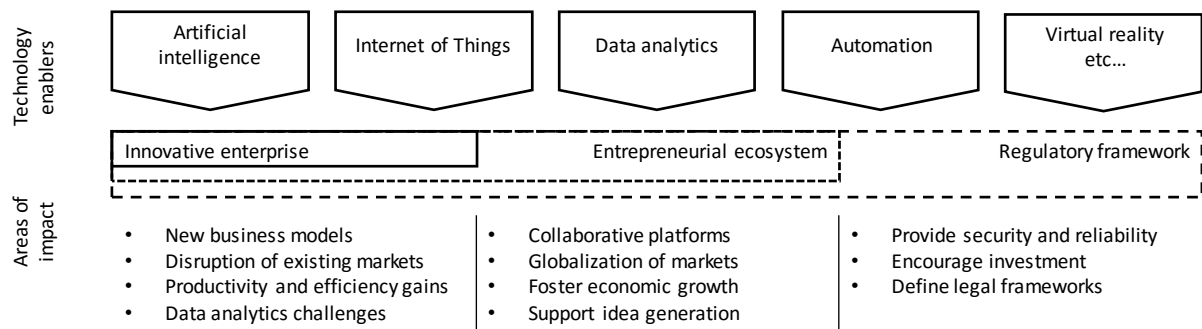 Technology
enablers
Artificial
intelligence
Internet of Things
Data analytics
Automation
Virtual reality
etc...
Innovative enterprise
Entrepreneurial ecosystem
Regulatory framework
Areas of
impact
• New business models
• Disruption of existing markets
• Productivity and efficiency gains
• Data analytics challenges
• Collaborative platforms
• Globalization of markets
• Foster economic growth
• Support idea generation
• Provide security and reliability
• Encourage investment
• Define legal frameworks